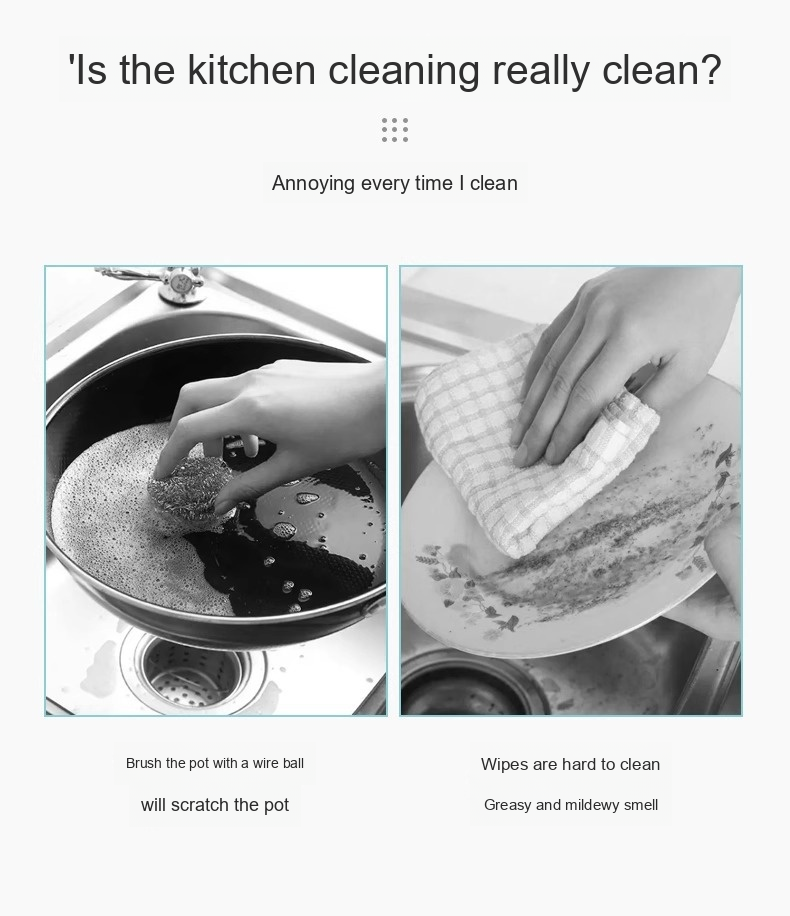 'Is the kitchen cleaning really clean?
Annoying every time I clean
Brush the pot with a wire ball
will scratch the pot
Wipes are hard to clean
Greasy and mildewy smell